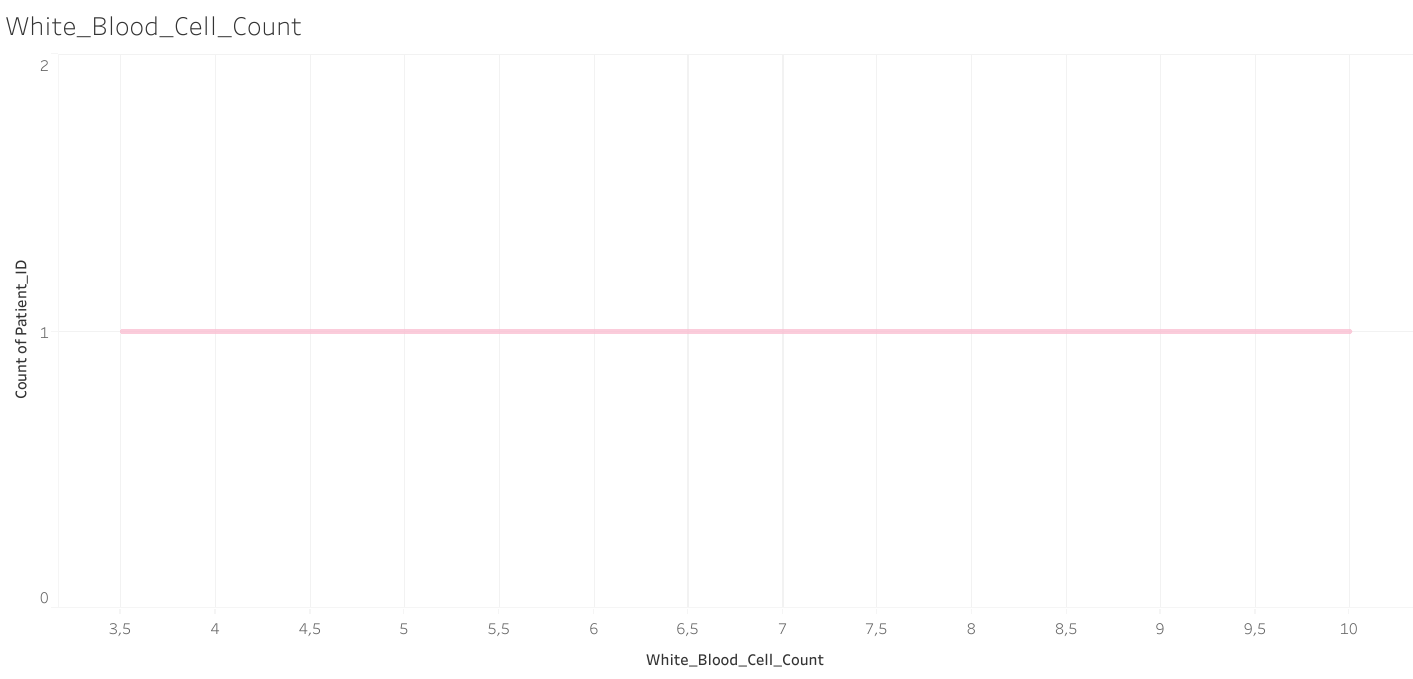 White_Blood_Cell_Count
2
1
0
Count of Patient_ID
3,5 4 4,5 5 5,5 6 6,5 7 7,5 8 8,5 9 9,5 10
White_Blood_Cell_Count